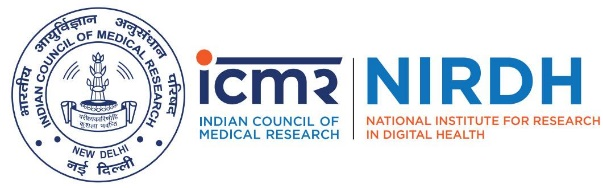 भारतीय आयुर्विज्ञान अनुसंधान परिषद
INDIAN COUNCIL OF MEDICAL RESEARCH
NEW DELHI
नई दिल्ली
icmr
INDIAN COUNCIL OF
MEDICAL RESEARCH
NIRDH
NATIONAL INSTITUTE FOR RESEARCH
IN DIGITAL HEALTH